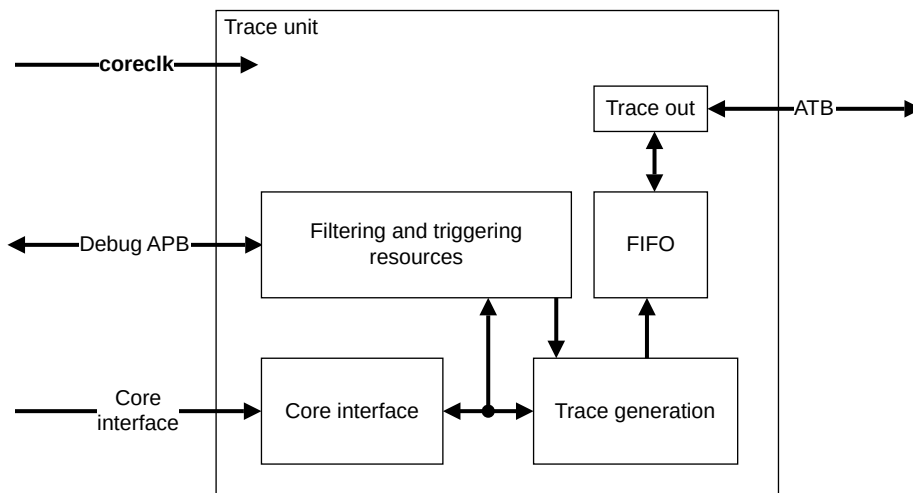 Trace unit
coreclk
Trace out
ATB
Debug APB
Filtering and triggering
resources
FIFO
Core
interface
Core interface
Trace generation